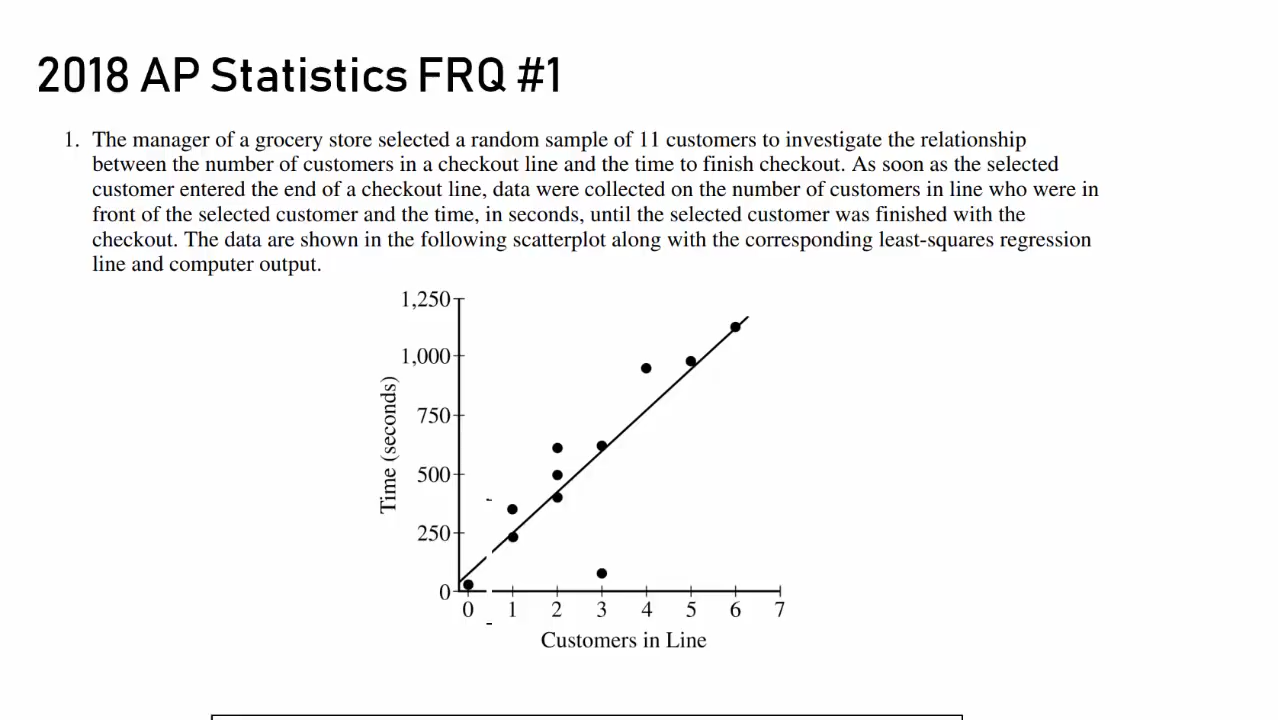 2018 AP Statistics FRQ #1
1. The manager of a grocery store selected a random sample of 11 customers to investigate the relationship
between the number of customers in a checkout line and the time to finish checkout. As soon as the selected
customer entered the end of a checkout line, data were collected on the number of customers in line who were in
front of the selected customer and the time, in seconds, until the selected customer was finished with the
checkout. The data are shown in the following scatterplot along with the corresponding least-squares regression
line and computer output.
1,250
1,000
750
500
250
0
Time (seconds)
0 1 2 3 4 5 6 7
Customers in Line